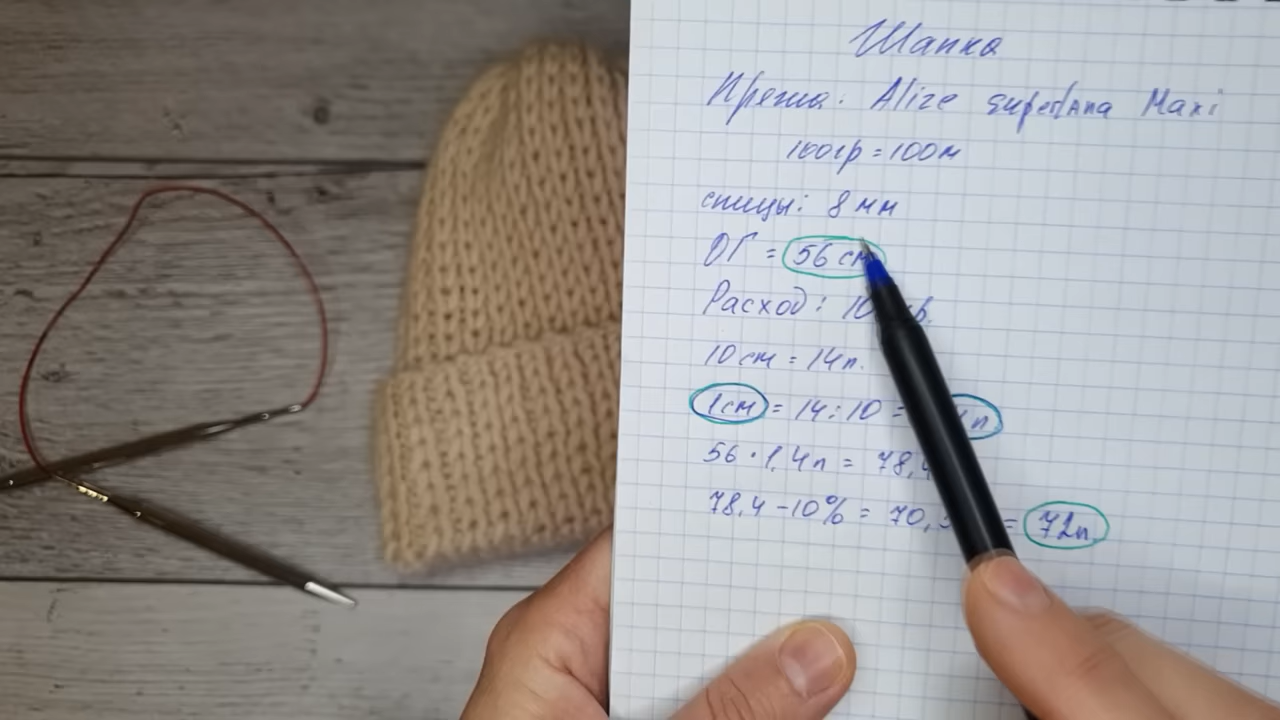 Шапка
Пряжа: Alize superlana Maxi
100гр = 100м
спицы: 8 мм
ОГ = 56 см
Расход: 10
10 см = 14п.
1см = 14 : 10 =
56 · 1,4п = 78,4
78,4 - 10% = 70, = 72п